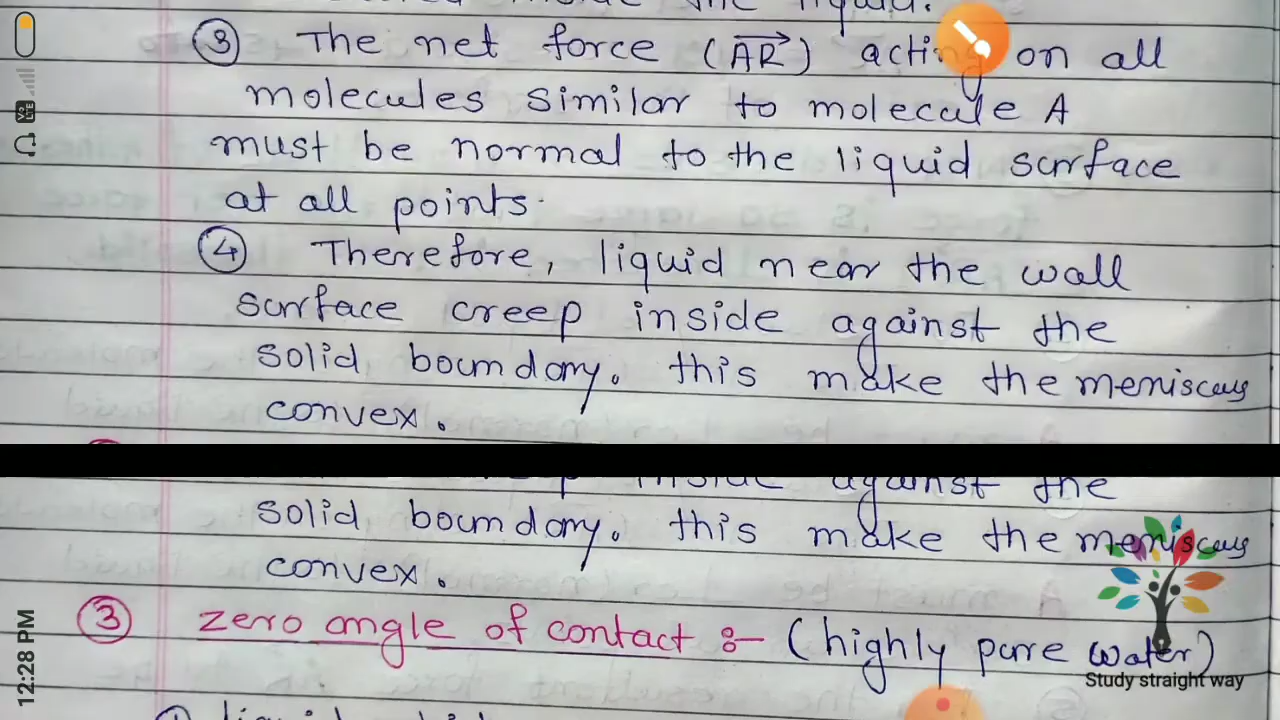 ③ The net force (AR) acting on all
molecules similar to molecule A
must be normal to the liquid surface
at all points.
④ Therefore, liquid near the wall
surface creep inside against the
solid boundary. this make the meniscus
convex.
against the
solid boundary. this make the meniscus
convex.
③ zero angle of contact :- (highly pure water)
Study straight way
12:28 PM